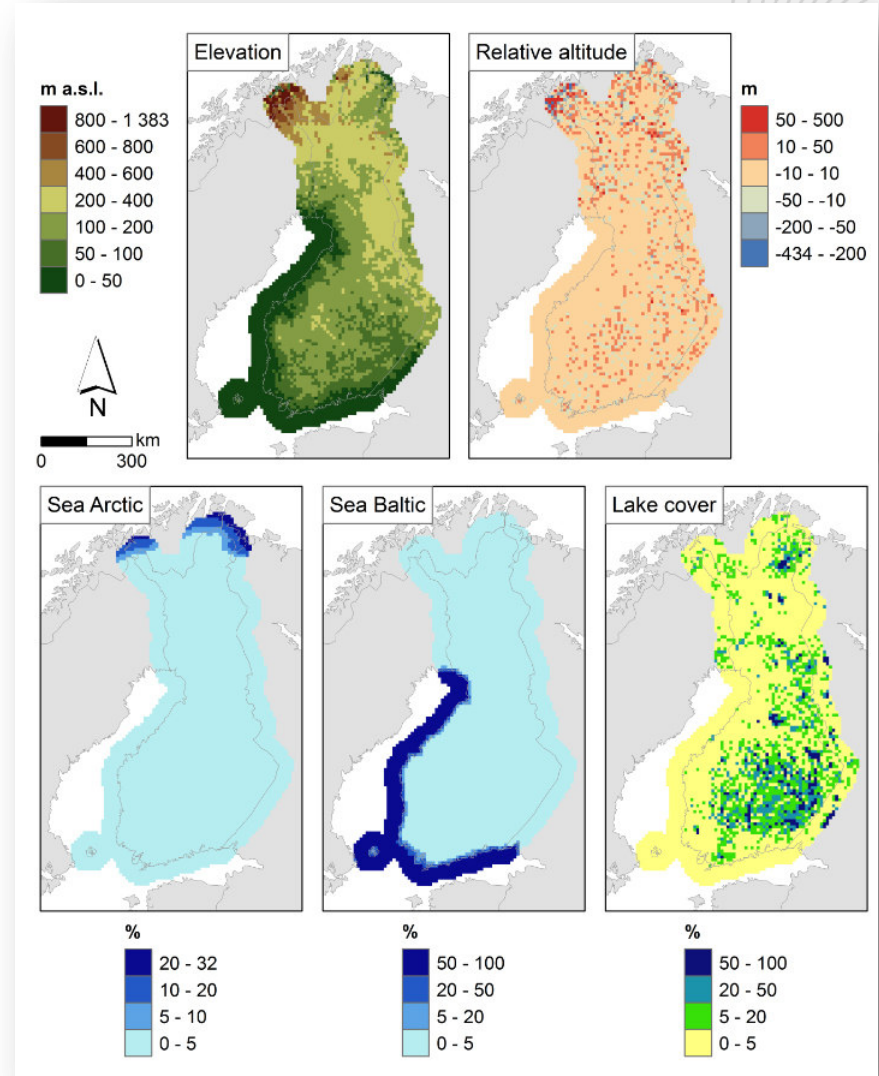 Elevation
m a.s.l.
800 - 1 383
600 - 800
400 - 600
200 - 400
100 - 200
50 - 100
0 - 50
N
km
0 300
Relative altitude
m
50 - 500
10 - 50
-10 - 10
-50 - -10
-200 - -50
-434 - -200
Sea Arctic
%
20 - 32
10 - 20
5 - 10
0 - 5
Sea Baltic
%
50 - 100
20 - 50
5 - 20
0 - 5
Lake cover
%
50 - 100
20 - 50
5 - 20
0 - 5